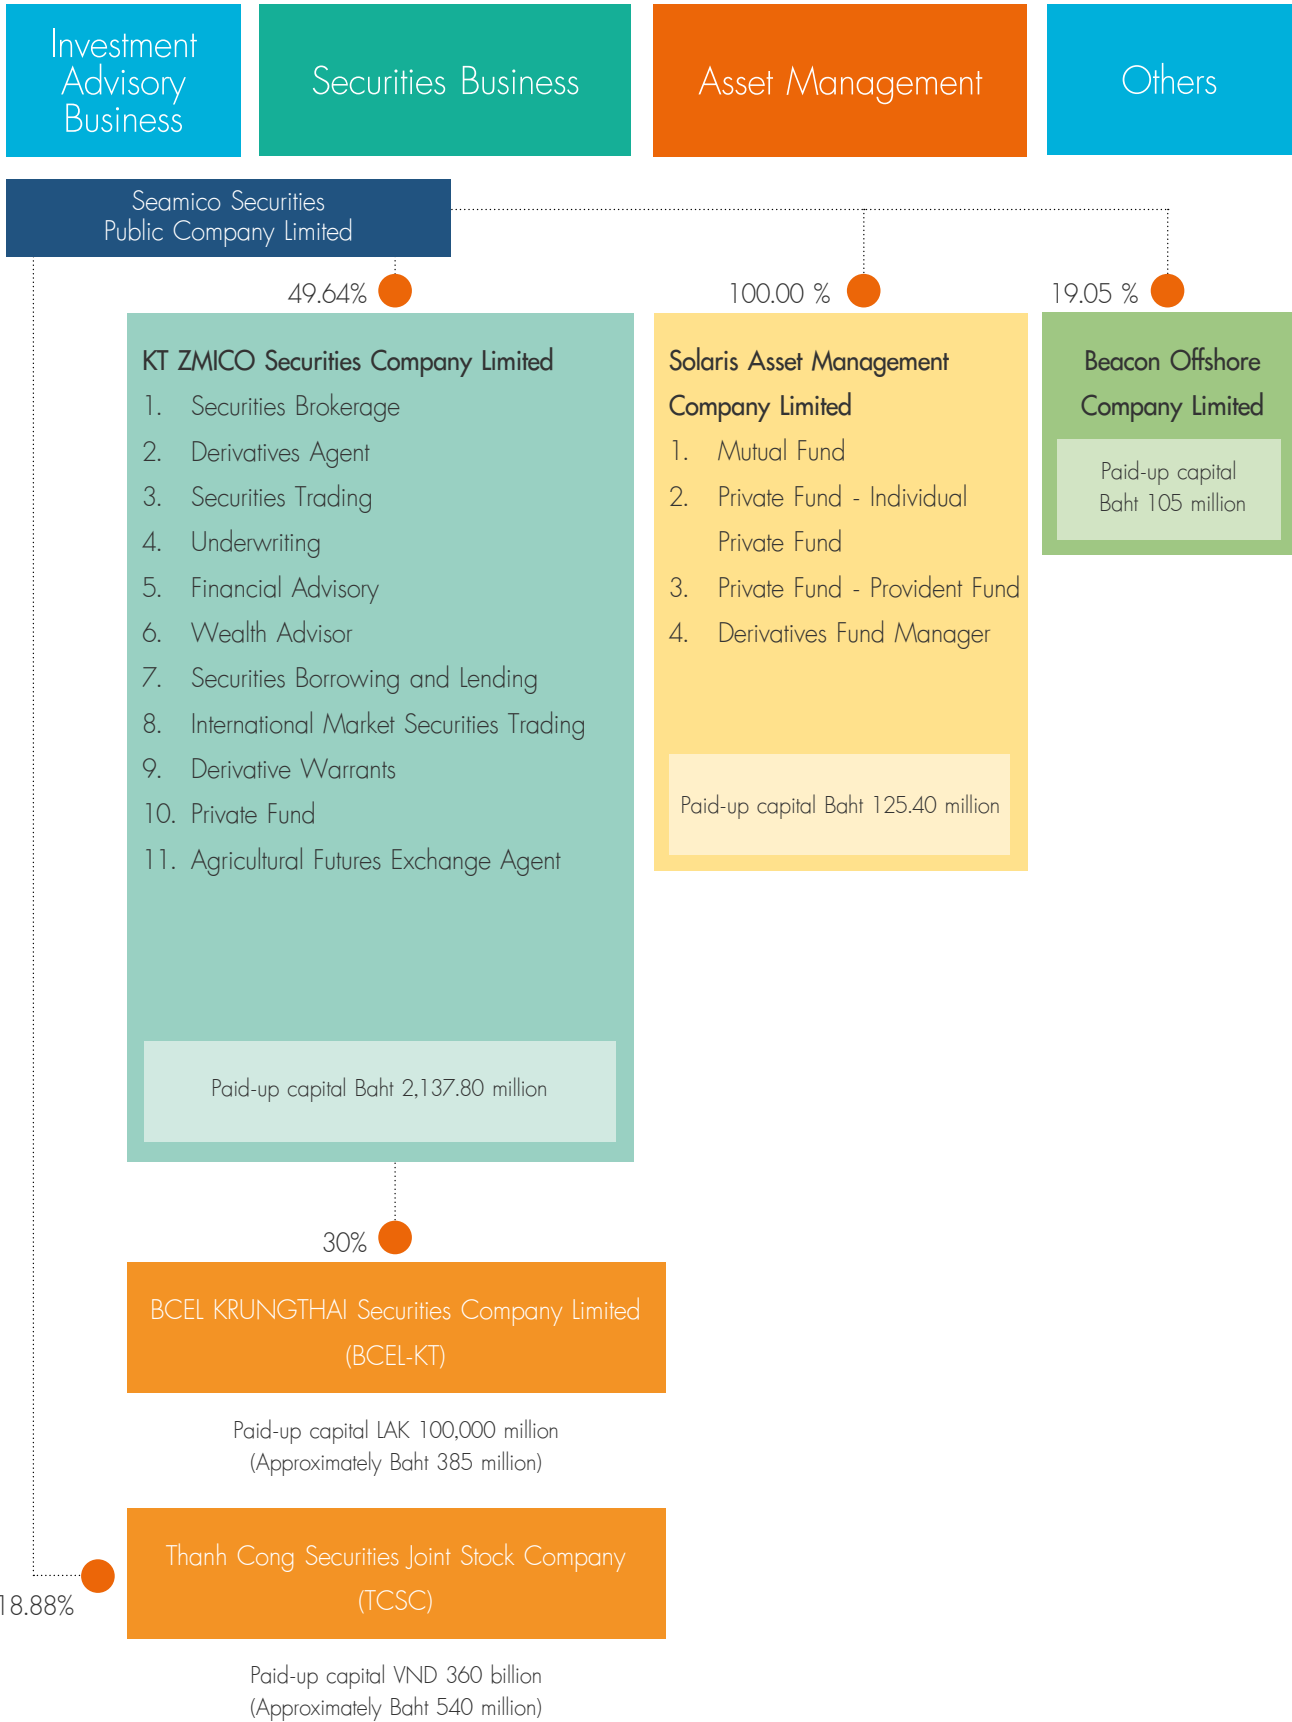 Investment
Advisory
Business
Securities Business
Asset Management
Others
Seamico Securities
Public Company Limited
49.64%
100.00 %
19.05 %
KT ZMICO Securities Company Limited
1. Securities Brokerage
2. Derivatives Agent
3. Securities Trading
4. Underwriting
5. Financial Advisory
6. Wealth Advisor
7. Securities Borrowing and Lending
8. International Market Securities Trading
9. Derivative Warrants
10. Private Fund
11. Agricultural Futures Exchange Agent
Paid-up capital Baht 2,137.80 million
Solaris Asset Management
Company Limited
1. Mutual Fund
2. Private Fund - Individual
Private Fund
3. Private Fund - Provident Fund
4. Derivatives Fund Manager
Paid-up capital Baht 125.40 million
Beacon Offshore
Company Limited
Paid-up capital
Baht 105 million
30%
BCEL KRUNGTHAI Securities Company Limited
(BCEL-KT)
Paid-up capital LAK 100,000 million
(Approximately Baht 385 million)
18.88%
Thanh Cong Securities Joint Stock Company
(TCSC)
Paid-up capital VND 360 billion
(Approximately Baht 540 million)